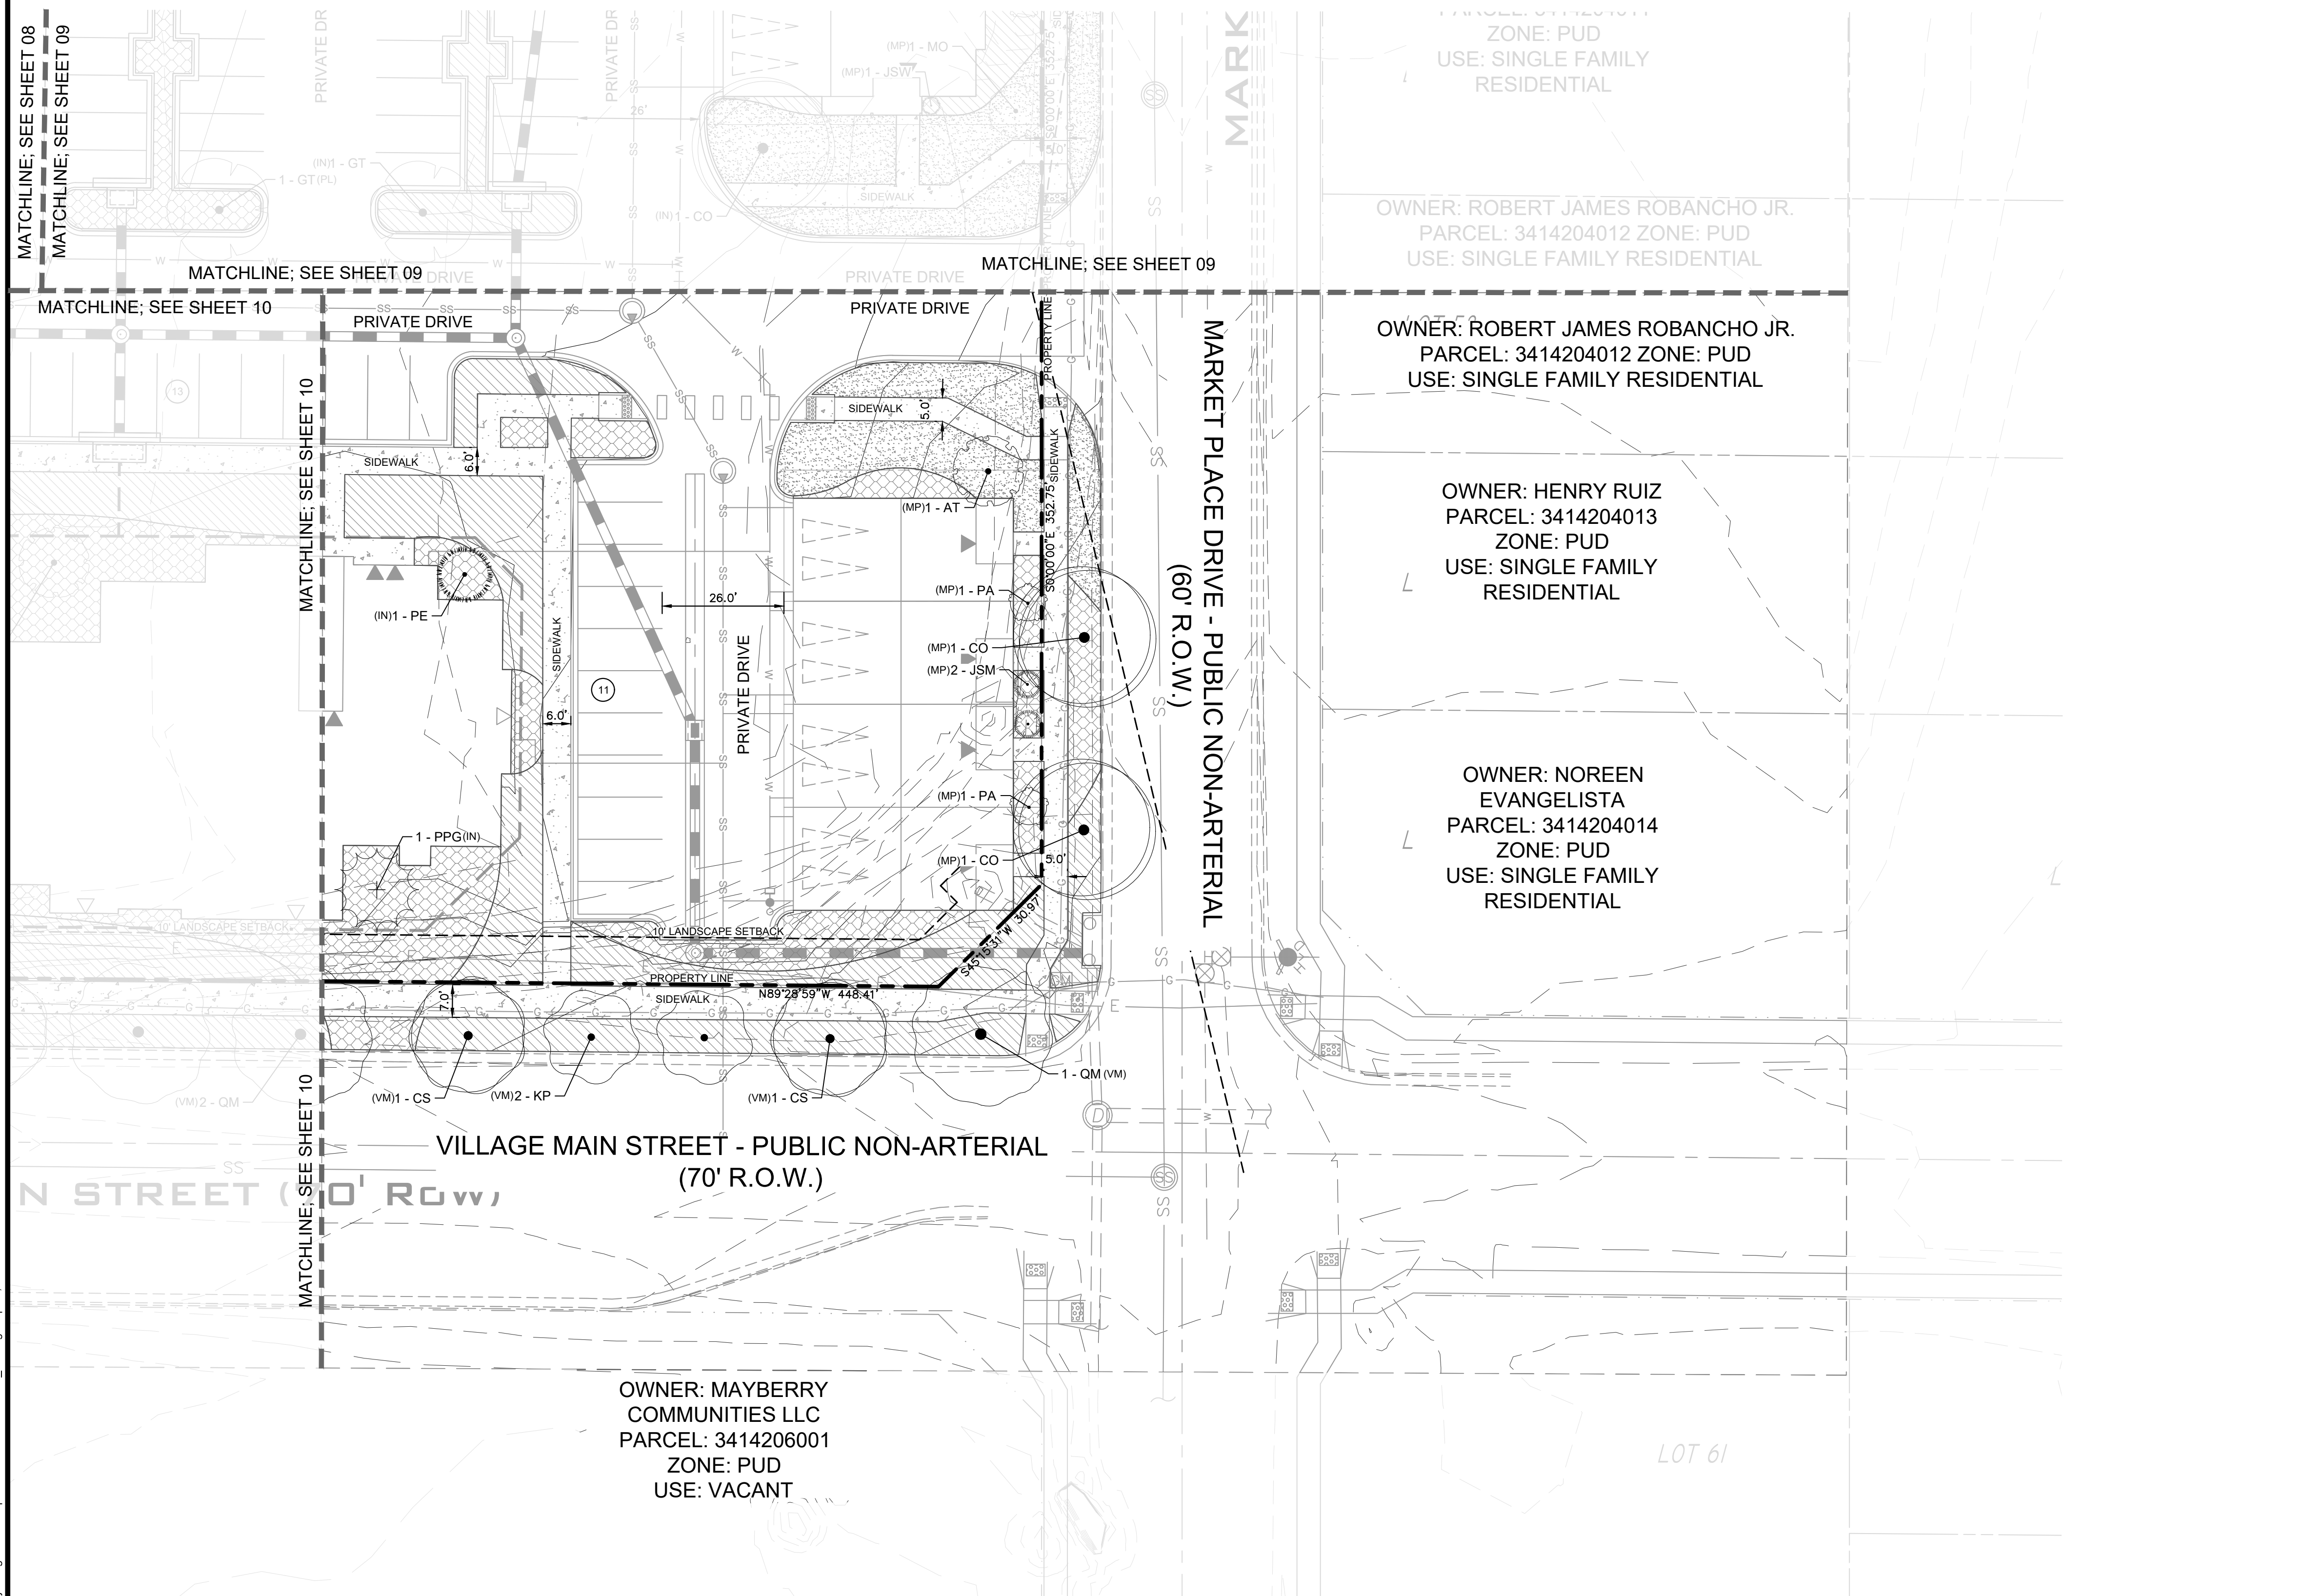 MATCHLINE; SEE SHEET 08
MATCHLINE; SEE SHEET 09
PRIVATE DR
PRIVATE DR
(MP)1 - MO
(MP)1 - JSW
26'
(IN)1 - GT
1 - GT(PL)
(IN)1 - CO
SIDEWALK
SS
W
MARK
ZONE: PUD
USE: SINGLE FAMILY
RESIDENTIAL
OWNER: ROBERT JAMES ROBANCHO JR.
PARCEL: 3414204012 ZONE: PUD
USE: SINGLE FAMILY RESIDENTIAL
MATCHLINE; SEE SHEET 09
PRIVATE DRIVE
PRIVATE DRIVE
MATCHLINE; SEE SHEET 09
MATCHLINE; SEE SHEET 10
PRIVATE DRIVE
PRIVATE DRIVE
PROPERTY LINE
OWNER: ROBERT JAMES ROBANCHO JR.
PARCEL: 3414204012 ZONE: PUD
USE: SINGLE FAMILY RESIDENTIAL
13
MATCHLINE; SEE SHEET 10
SIDEWALK
6.0'
SIDEWALK
5.0'
SIDEWALK
(MP)1 - AT
S0°00'00"E 352.75'
MARKET PLACE DRIVE - PUBLIC NON-ARTERIAL
(60' R.O.W.)
OWNER: HENRY RUIZ
PARCEL: 3414204013
ZONE: PUD
USE: SINGLE FAMILY
RESIDENTIAL
(IN)1 - PE
SIDEWALK
26.0'
PRIVATE DRIVE
(MP)1 - PA
(MP)1 - CO
(MP)2 - JSM
11
6.0'
(MP)1 - PA
(MP)1 - CO
5.0'
OWNER: NOREEN
EVANGELISTA
PARCEL: 3414204014
ZONE: PUD
USE: SINGLE FAMILY
RESIDENTIAL
1 - PPG(IN)
10' LANDSCAPE SETBACK
10' LANDSCAPE SETBACK
S45°15'31"W 30.97'
PROPERTY LINE
SIDEWALK
N89°28'59"W 448.41'
7.0'
(VM)2 - QM
(VM)1 - CS
(VM)2 - KP
(VM)1 - CS
1 - QM (VM)
MATCHLINE; SEE SHEET 10
D
SS
VILLAGE MAIN STREET - PUBLIC NON-ARTERIAL
(70' R.O.W.)
N STREET (70' ROW)
OWNER: MAYBERRY
COMMUNITIES LLC
PARCEL: 3414206001
ZONE: PUD
USE: VACANT
LOT 61